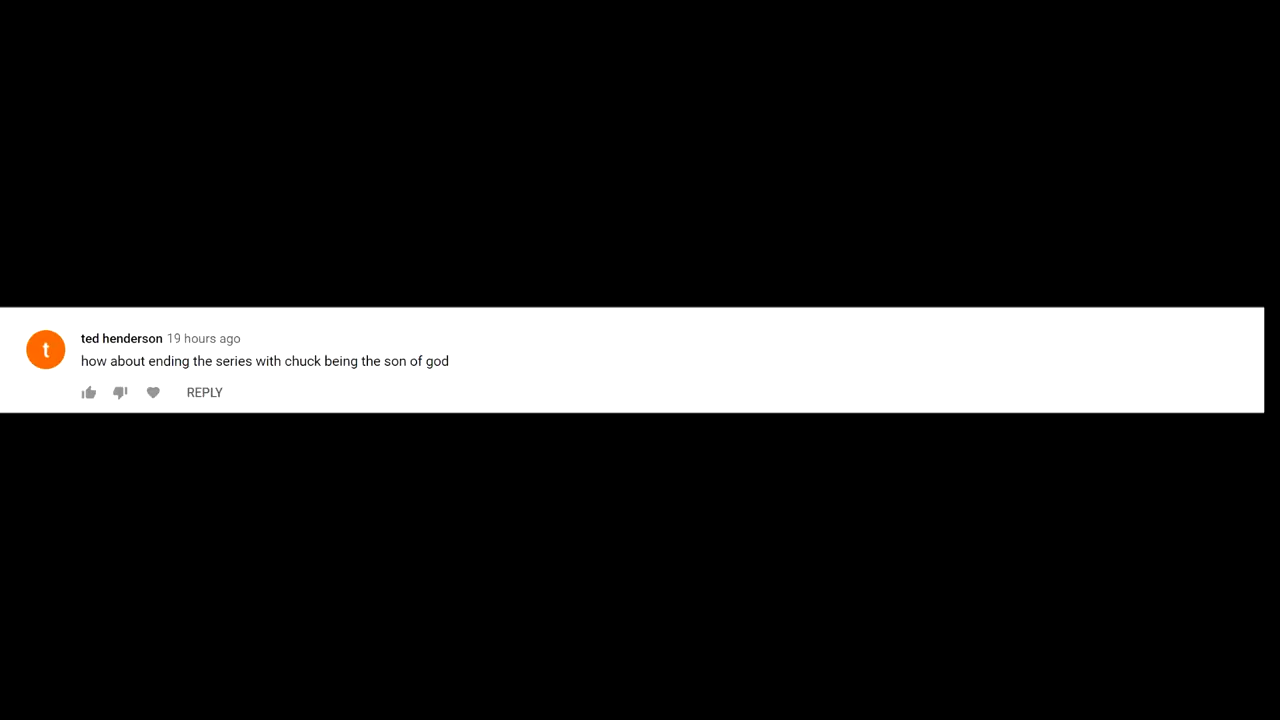 t
ted henderson 19 hours ago
how about ending the series with chuck being the son of god
REPLY